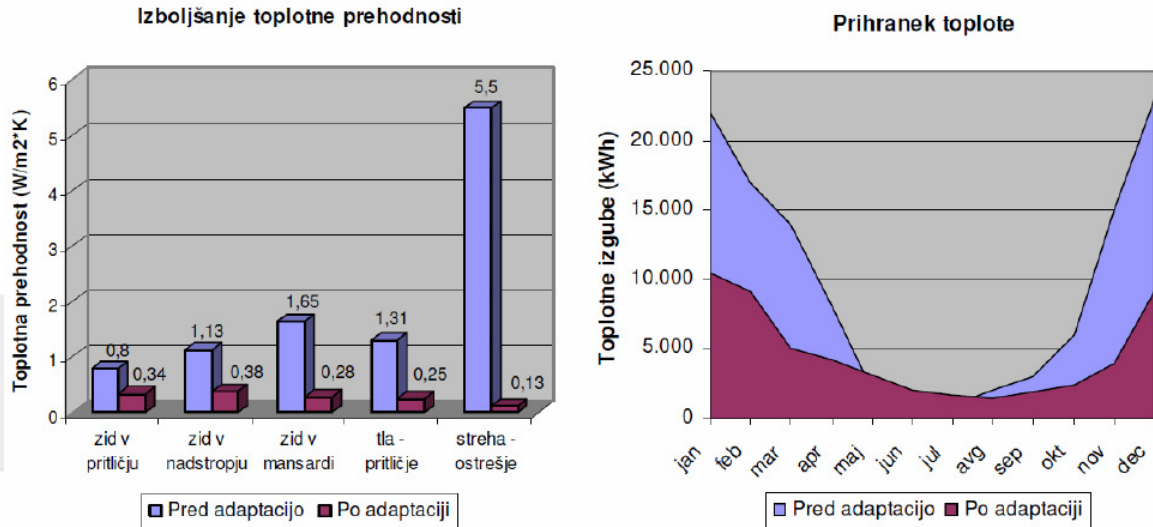 Izboljšanje toplotne prehodnosti
Toplotna prehodnost (W/m2*K)
6
5
4
3
2
1
0
0,8
0,34
1,13
0,38
1,65
0,28
1,31
0,25
5,5
0,13
zid v
pritličju
zid v
nadstropju
zid v
mansardi
tla -
pritličje
streha -
ostrešje
Pred adaptacijo
Po adaptaciji
Prihranek toplote
Toplotne izgube (kWh)
25.000
20.000
15.000
10.000
5.000
0
jan
feb
mar
apr
maj
jun
jul
avg
sep
okt
nov
dec
Pred adaptacijo
Po adaptaciji